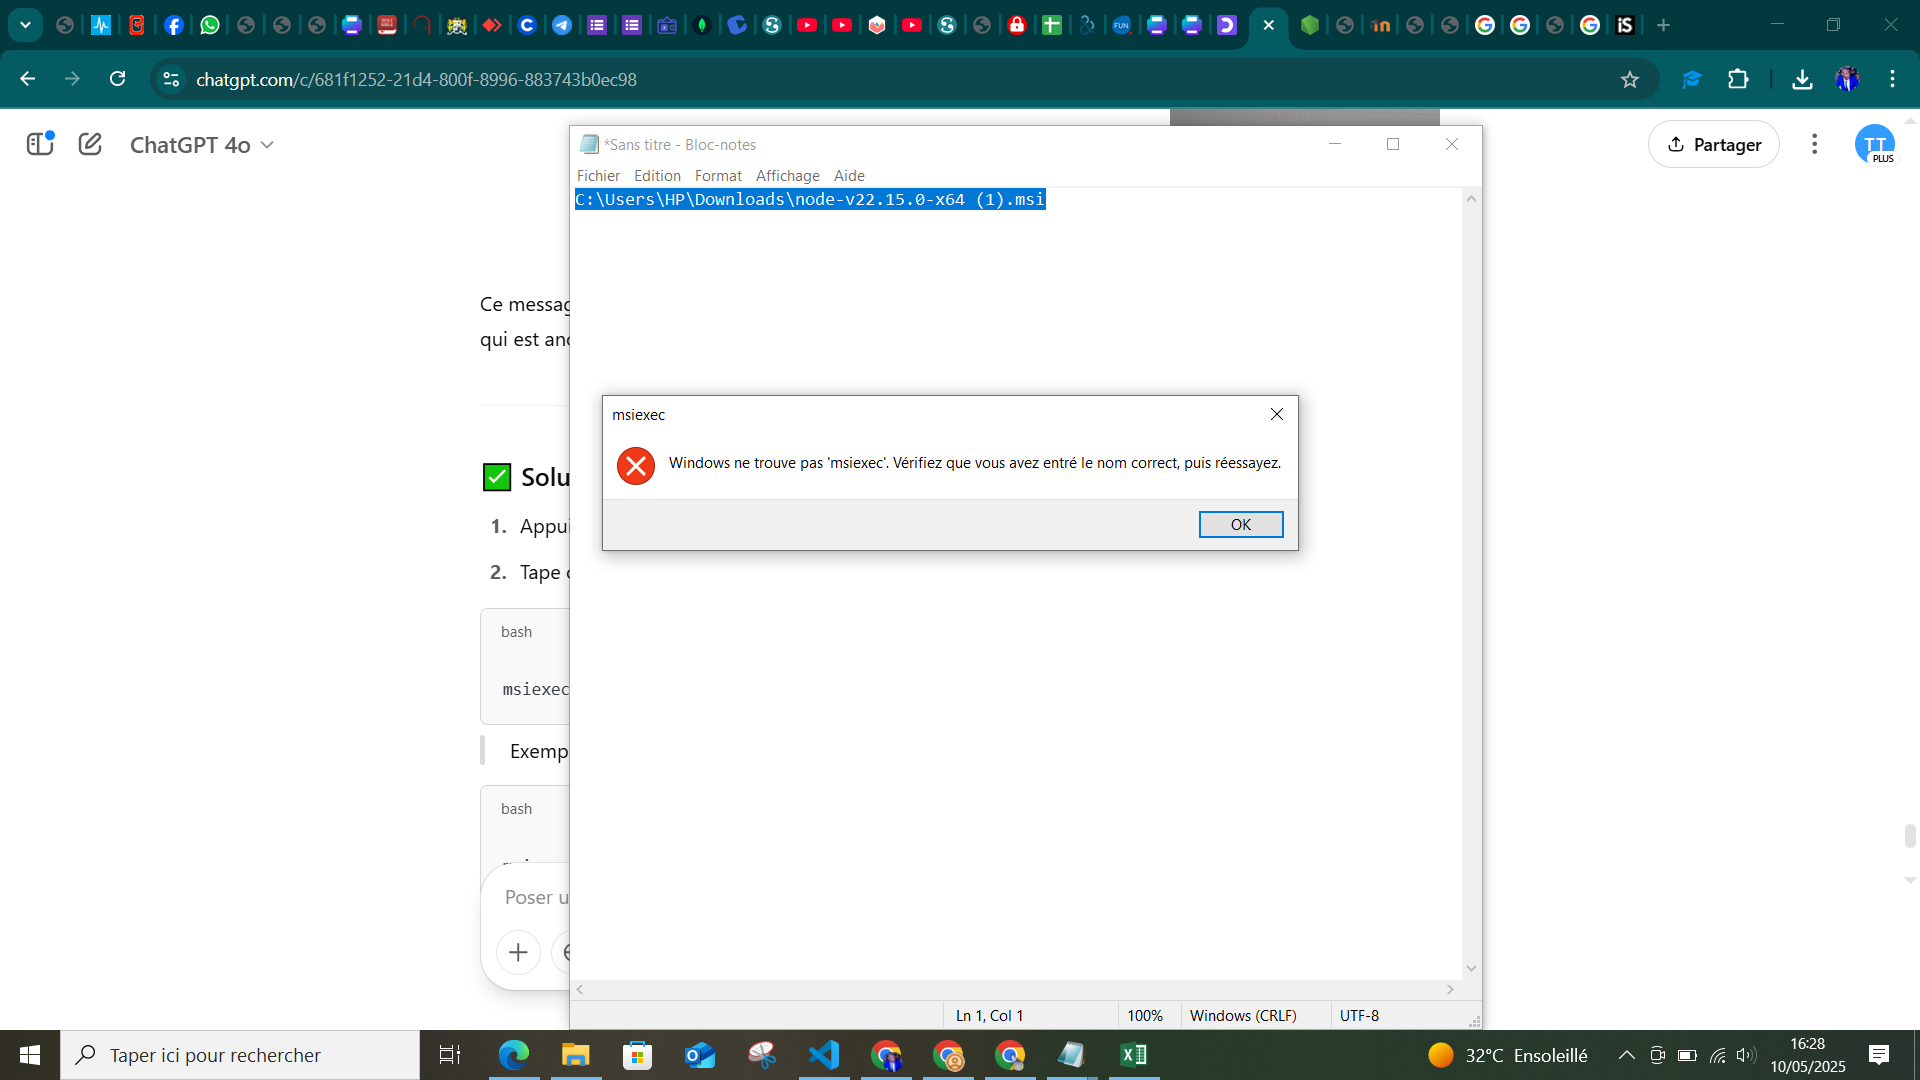 chatgpt.com/c/681f1252-21d4-800f-8996-883743b0ec98
ChatGPT 4o
Partager
TT
PLUS
*Sans titre - Bloc-notes
Fichier Edition Format Affichage Aide
C:\Users\HP\Downloads\node-v22.15.0-x64 (1).msi
Ce messag
qui est anc
msiexec
Windows ne trouve pas 'msiexec'. Vérifiez que vous avez entré le nom correct, puis réessayez.
OK
Solu
1. Appui
2. Tape c
bash
msiexec
Exemp
bash
Poser u
Ln 1, Col 1 100% Windows (CRLF) UTF-8
Taper ici pour rechercher
32°C Ensoleillé
16:28
10/05/2025